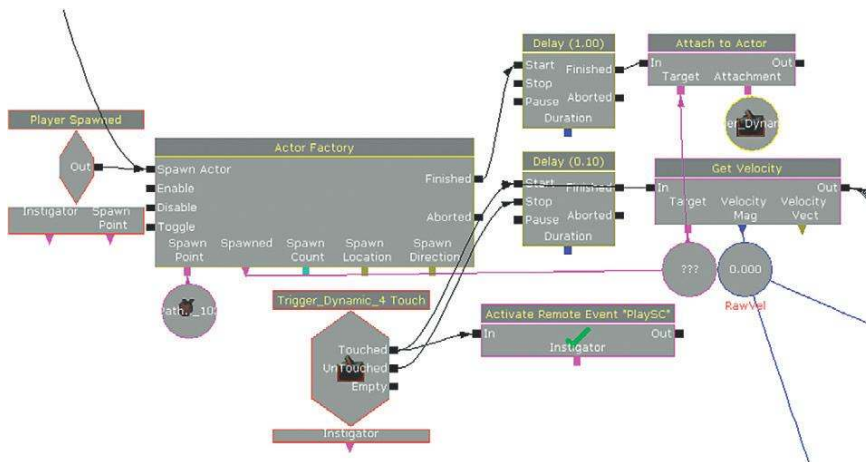 Player Spawned
Out
Instigator
Spawn Point
Actor Factory
Spawn Actor
Enable
Disable
Toggle
Finished
Aborted
Spawn Point
Spawned
Spawn Count
Spawn Location
Spawn Direction
Delay (1.00)
Start
Stop
Pause
Finished
Aborted
Duration
Attach to Actor
In
Out
Target
Attachment
Delay (0.10)
Start
Stop
Pause
Finished
Aborted
Duration
Get Velocity
In
Out
Target
Velocity Mag
Velocity Vect
???
0.000
RawVel
Trigger_Dynamic_4 Touch
Touched
UnTouched
Empty
Instigator
Activate Remote Event "PlaySC"
In
Out
Instigator